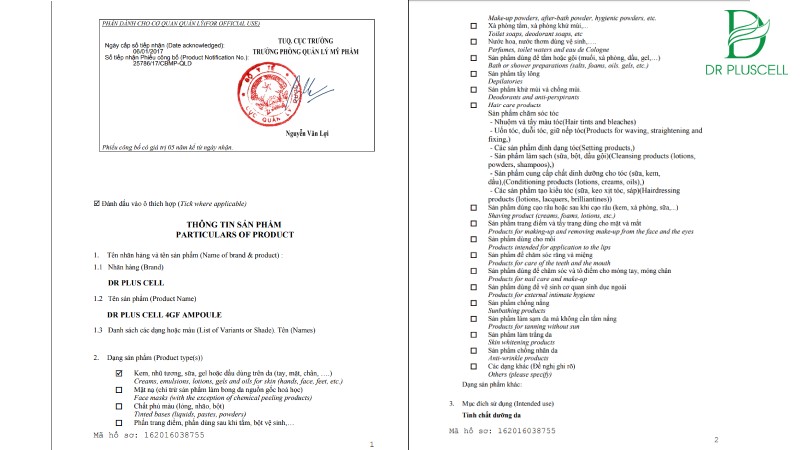 PHẦN DÀNH CHO CƠ QUAN QUẢN LÝ(FOR OFFICIAL USE)
Ngày cấp số tiếp nhận (Date acknowledged):
06/01/2017
Số tiếp nhận Phiếu công bố (Product Notification No.):
25786/17/CBMP-QLD
TUQ. CỤC TRƯỞNG
TRƯỞNG PHÒNG QUẢN LÝ MỸ PHẨM
BỘ Y TẾ
CỤC QUẢN LÝ
Nguyễn Văn Lợi
Phiếu công bố có giá trị 05 năm kể từ ngày nhận.
Đánh dấu vào ô thích hợp (Tick where applicable)
THÔNG TIN SẢN PHẨM
PARTICULARS OF PRODUCT
1. Tên nhãn hàng và tên sản phẩm (Name of brand & product) :
1.1 Nhãn hàng (Brand)
DR PLUS CELL
1.2 Tên sản phẩm (Product Name)
DR PLUS CELL 4GF AMPOULE
1.3 Danh sách các dạng hoặc màu (List of Variants or Shade). Tên (Names)
2. Dạng sản phẩm (Product type(s))
Kem, nhũ tương, sữa, gel hoặc dầu dùng trên da (tay, mặt, chân, ….)
Creams, emulsions, lotions, gels and oils for skin (hands, face, feet, etc.)
Mặt nạ (chỉ trừ sản phẩm làm bong da nguồn gốc hoá học)
Face masks (with the exception of chemical peeling products)
Chất phủ màu (lỏng, nhão, bột)
Tinted bases (liquids, pastes, powders)
Phấn trang điểm, phấn dùng sau khi tắm, bột vệ sinh,…
Mã hồ sơ: 162016038755
1
Make-up powders, after-bath powder, hygienic powders, etc.
Xà phòng tắm, xà phòng khử mùi,…
Toilet soaps, deodorant soaps, etc
Nước hoa, nước thơm dùng vệ sinh,….
Perfumes, toilet waters and eau de Cologne
Sản phẩm dùng để tắm hoặc gội (muối, xà phòng, dầu, gel,…)
Bath or shower preparations (salts, foams, oils. gels, etc.)
Sản phẩm tẩy lông
Depilatories
Sản phẩm khử mùi và chống mùi.
Deodorants and anti-perspirants
Hair care products
Sản phẩm chăm sóc tóc
- Nhuộm và tẩy màu tóc(Hair tints and bleaches)
- Uốn tóc, duỗi tóc, giữ nếp tóc(Products for waving, straightening and
fixing,)
- Các sản phẩm định dạng tóc(Setting products,)
- Sản phẩm làm sạch (sữa, bột, dầu gội)(Cleansing products (lotions,
powders, shampoos),)
- Sản phẩm cung cấp chất dinh dưỡng cho tóc (sữa, kem,
dầu),(Conditioning products (lotions, creams, oils),)
- Các sản phẩm tạo kiểu tóc (sữa, keo xịt tóc, sáp)(Hairdressing
products (lotions, lacquers, brilliantines))
Sản phẩm dùng cạo râu hoặc sau khi cạo râu (kem, xà phòng, sữa,…)
Shaving product (creams, foams, lotions, etc.)
Sản phẩm trang điểm và tẩy trang dùng cho mặt và mắt
Products for making-up and removing make-up from the face and the eyes
Sản phẩm dùng cho môi
Products intended for application to the lips
Sản phẩm để chăm sóc răng và miệng
Products for care of the teeth and the mouth
Sản phẩm dùng để chăm sóc và tô điểm cho móng tay, móng chân
Products for nail care and make-up
Sản phẩm dùng để vệ sinh cơ quan sinh dục ngoài
Products for external intimate hygiene
Sản phẩm chống nắng
Sunbathing products
Sản phẩm làm sạm da mà không cần tắm nắng
Products for tanning without sun
Sản phẩm làm trắng da
Skin whitening products
Sản phẩm chống nhăn da
Anti-wrinkle products
Các dạng khác (Đề nghị ghi rõ)
Others (please specify)
Dạng sản phẩm khác:
3. Mục đích sử dụng (Intended use)
Tinh chất dưỡng da
Mã hồ sơ: 162016038755
2
DR PLUSCELL